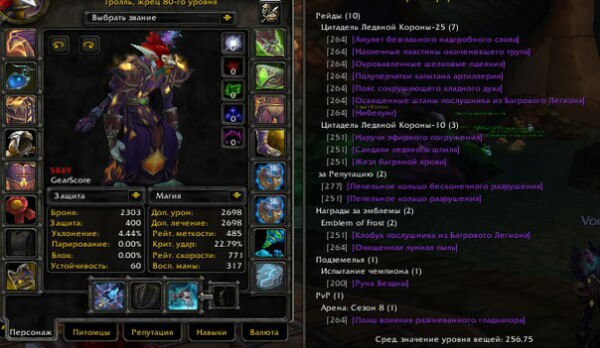 Тролль, жрец 80-го уровня
Выбрать звание
0
0
0
0
5849
GearScore
Защита
Магия
Броня: 2303
Защита: 400
Уклонение: 4.44%
Парирование: 0.00%
Блок: 0.00%
Устойчивость: 60
Доп. урон: 2698
Доп. лечение: 2698
Рейт. меткости: 485
Крит. удар: 22.79%
Рейт. скорости: 771
Восп. маны: 317
Персонаж
Питомцы
Репутация
Навыки
Валюта
Рейды (10)
Цитадель Ледяной Короны-25 (7)
[264] [Амулет безгласного надгробного слова]
[264] [Наплечные пластины окоченевшего трупа]
[264] [Окровавленные шелковые одеяния]
[264] [Полуперчатки капитана артиллерии]
[264] [Пояс сокрушающего хладного духа]
[264] [Освященные штаны послушника из Багрового Легиона]
[264] [Нибелунг]
Цитадель Ледяной Короны-10 (3)
[251] [Наручи эфирного погружения]
[251] [Сандалии ледяного шпиля]
[251] [Жезл багряной крови]
за Репутацию (2)
[277] [Пепельное кольцо бесконечного разрушения]
[251] [Пепельное кольцо разрушения]
Награды за эмблемы (2)
Emblem of Frost (2)
[251] [Клобук послушника из Багрового Легиона]
[264] [Очищенная лунная пыль]
Подземелья (1)
Испытание чемпиона (1)
[200] [Руна Бездны]
PvP (1)
Арена: Сезон 8 (1)
[264] [Плащ влияния разгневанного гладиатора]
Сред. значение уровня вещей: 256.75